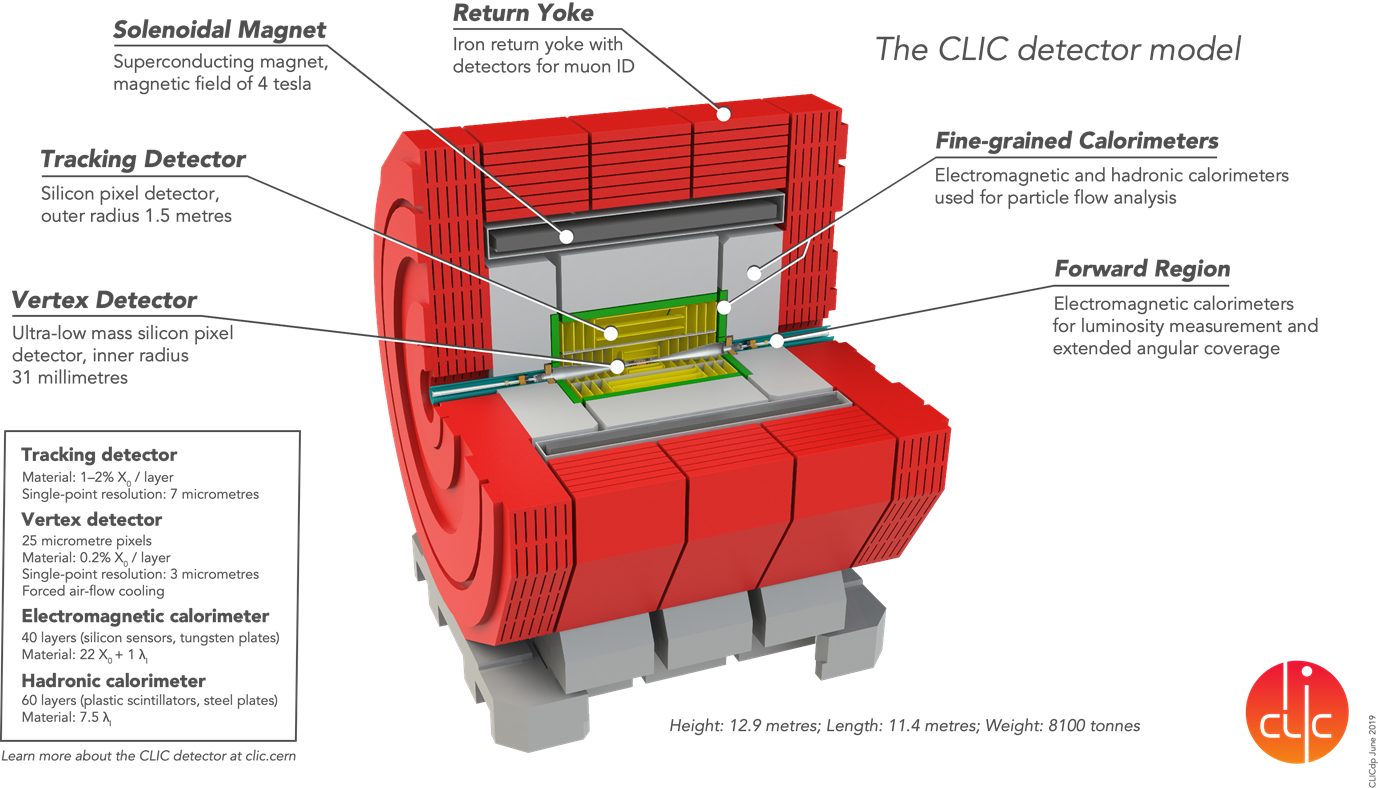 Solenoidal Magnet
Superconducting magnet,
magnetic field of 4 tesla
Return Yoke
Iron return yoke with
detectors for muon ID
The CLIC detector model
Tracking Detector
Silicon pixel detector,
outer radius 1.5 metres
Fine-grained Calorimeters
Electromagnetic and hadronic calorimeters
used for particle flow analysis
Vertex Detector
Ultra-low mass silicon pixel
detector, inner radius
31 millimetres
Forward Region
Electromagnetic calorimeters
for luminosity measurement and
extended angular coverage
Tracking detector
Material: 1–2% X₀ / layer
Single-point resolution: 7 micrometres
Vertex detector
25 micrometre pixels
Material: 0.2% X₀ / layer
Single-point resolution: 3 micrometres
Forced air-flow cooling
Electromagnetic calorimeter
40 layers (silicon sensors, tungsten plates)
Material: 22 X₀ + 1 λI
Hadronic calorimeter
60 layers (plastic scintillators, steel plates)
Material: 7.5 λI
Learn more about the CLIC detector at clic.cern
Height: 12.9 metres; Length: 11.4 metres; Weight: 8100 tonnes
clic
CLICdp June 2019